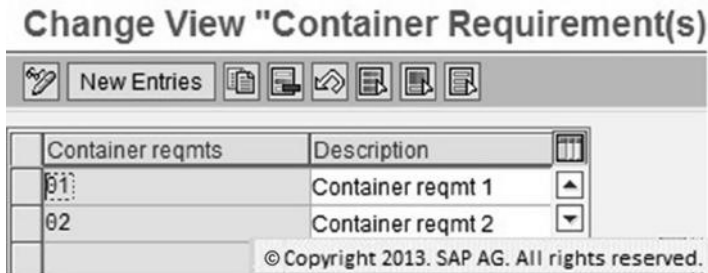 Change View "Container Requirement(s)
New Entries
Container reqmts Description
01 Container reqmt 1
02 Container reqmt 2
© Copyright 2013. SAP AG. All rights reserved.